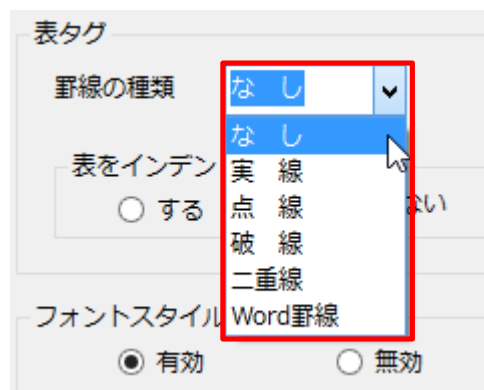 表タグ
罫線の種類 な し
な し
表をインデン 実 線
する 点 線 ない
破 線
二重線
フォントスタイル Word罫線
有効 無効